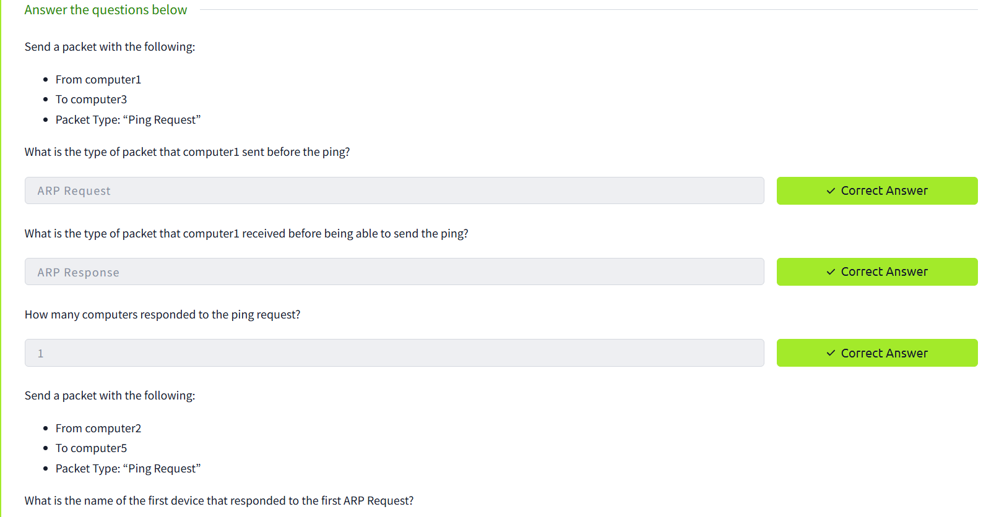 Answer the questions below
Send a packet with the following:
• From computer1
• To computer3
• Packet Type: “Ping Request”
What is the type of packet that computer1 sent before the ping?
ARP Request
✓ Correct Answer
What is the type of packet that computer1 received before being able to send the ping?
ARP Response
✓ Correct Answer
How many computers responded to the ping request?
1
✓ Correct Answer
Send a packet with the following:
• From computer2
• To computer5
• Packet Type: “Ping Request”
What is the name of the first device that responded to the first ARP Request?